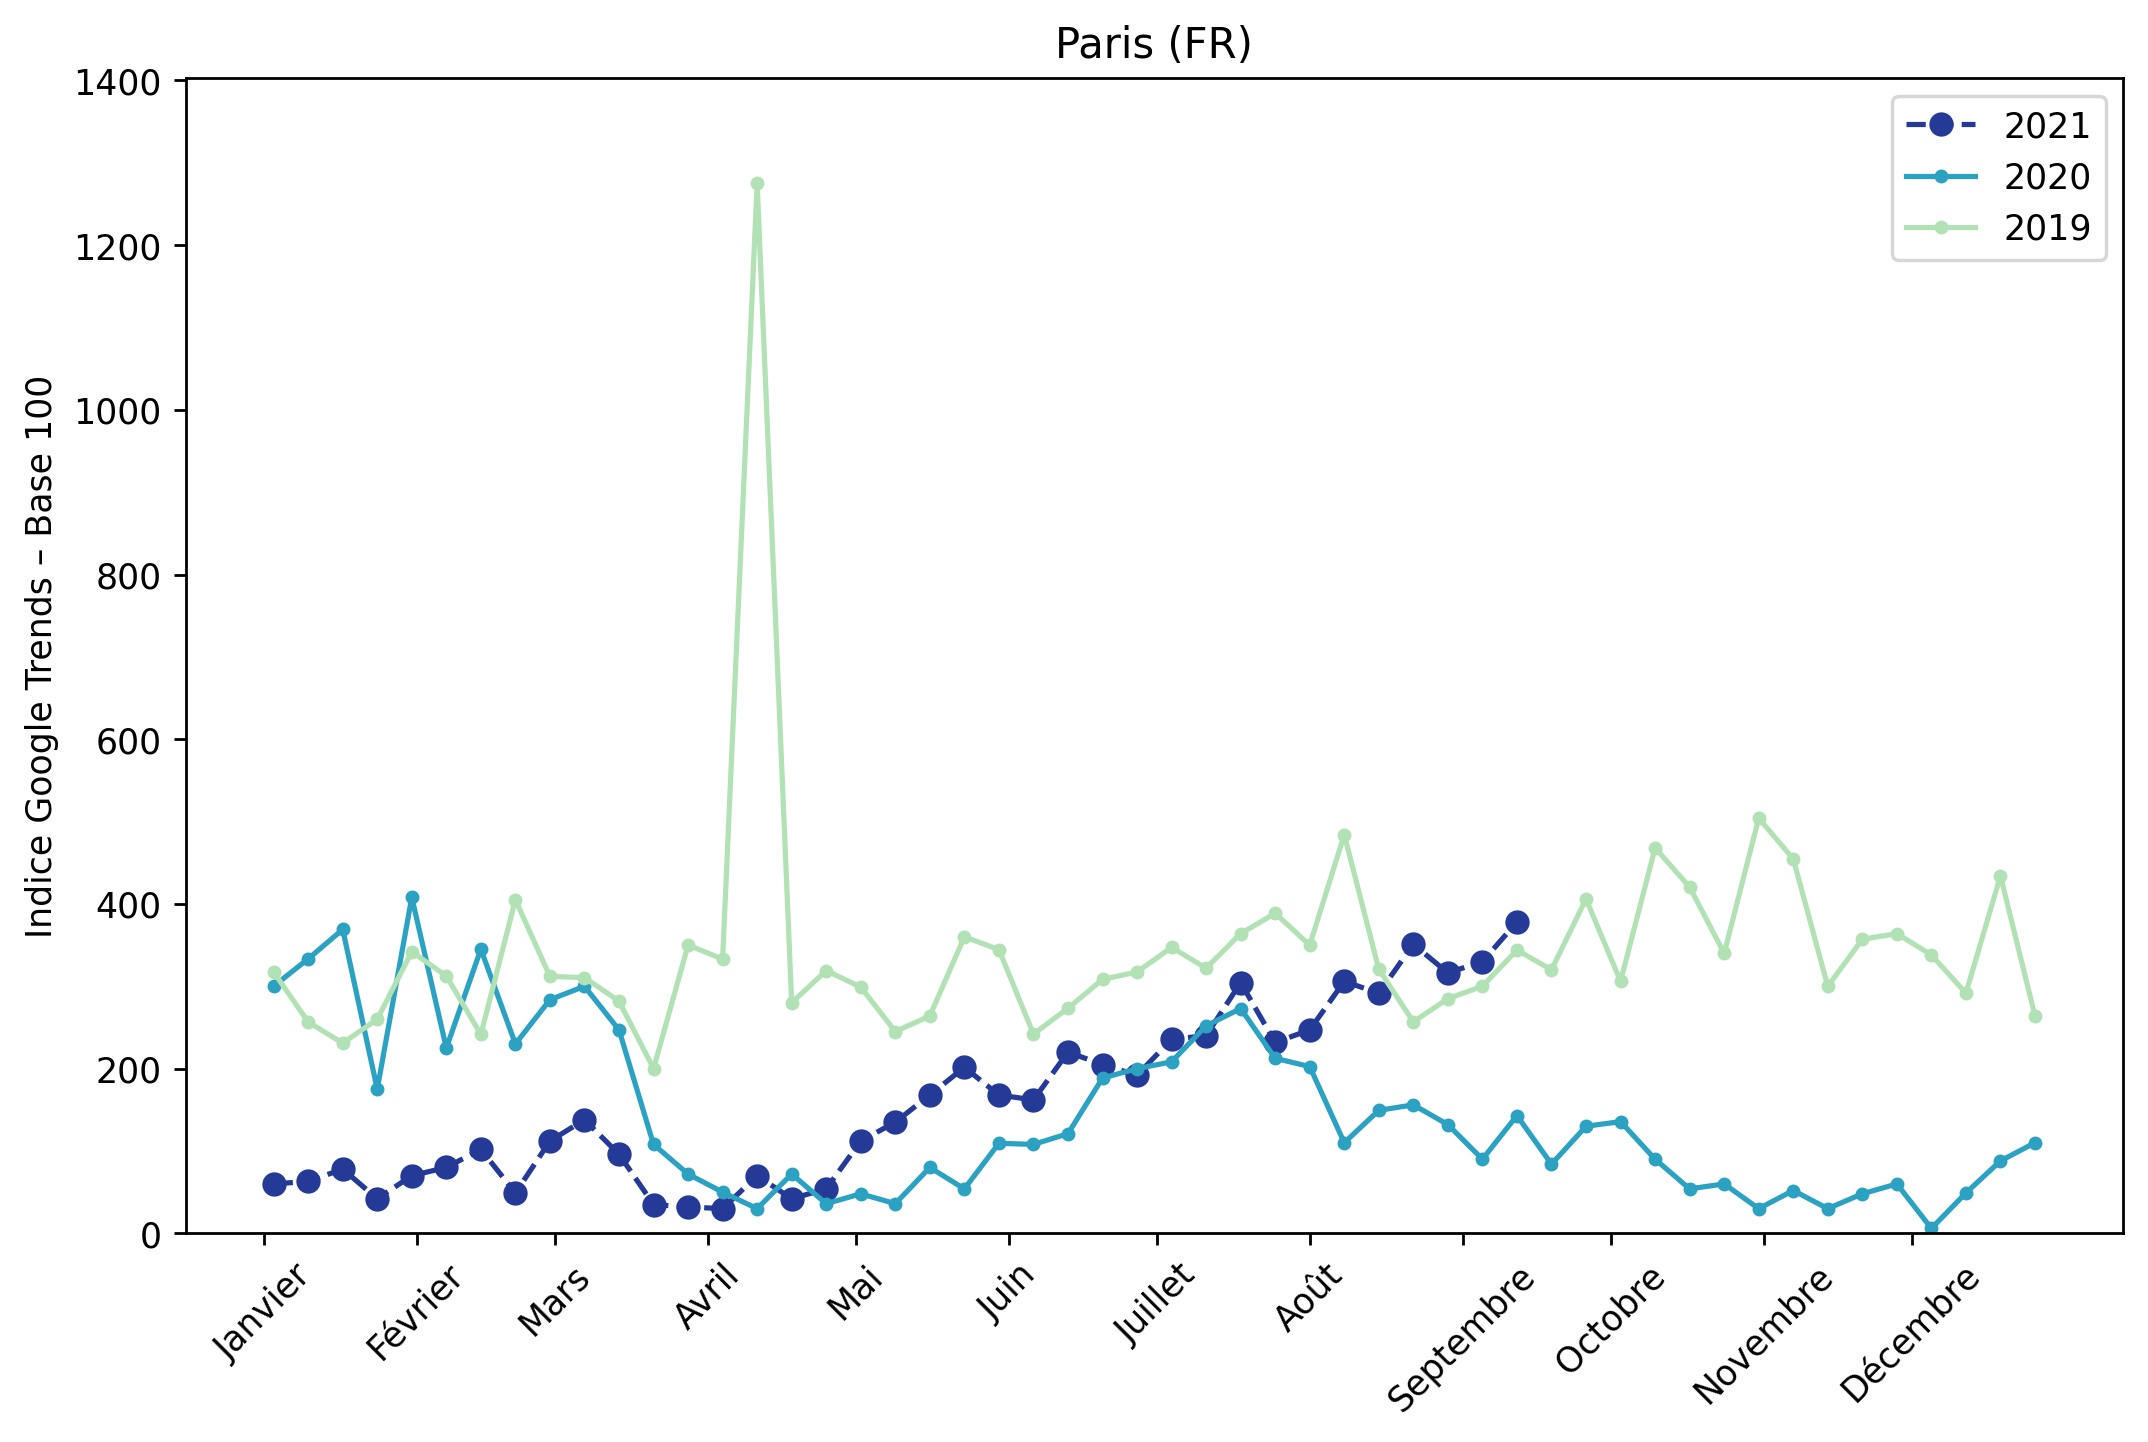 Paris (FR)
1400
1200
1000
800
600
400
200
0
Indice Google Trends – Base 100
2021
2020
2019
Janvier
Février
Mars
Avril
Mai
Juin
Juillet
Août
Septembre
Octobre
Novembre
Décembre